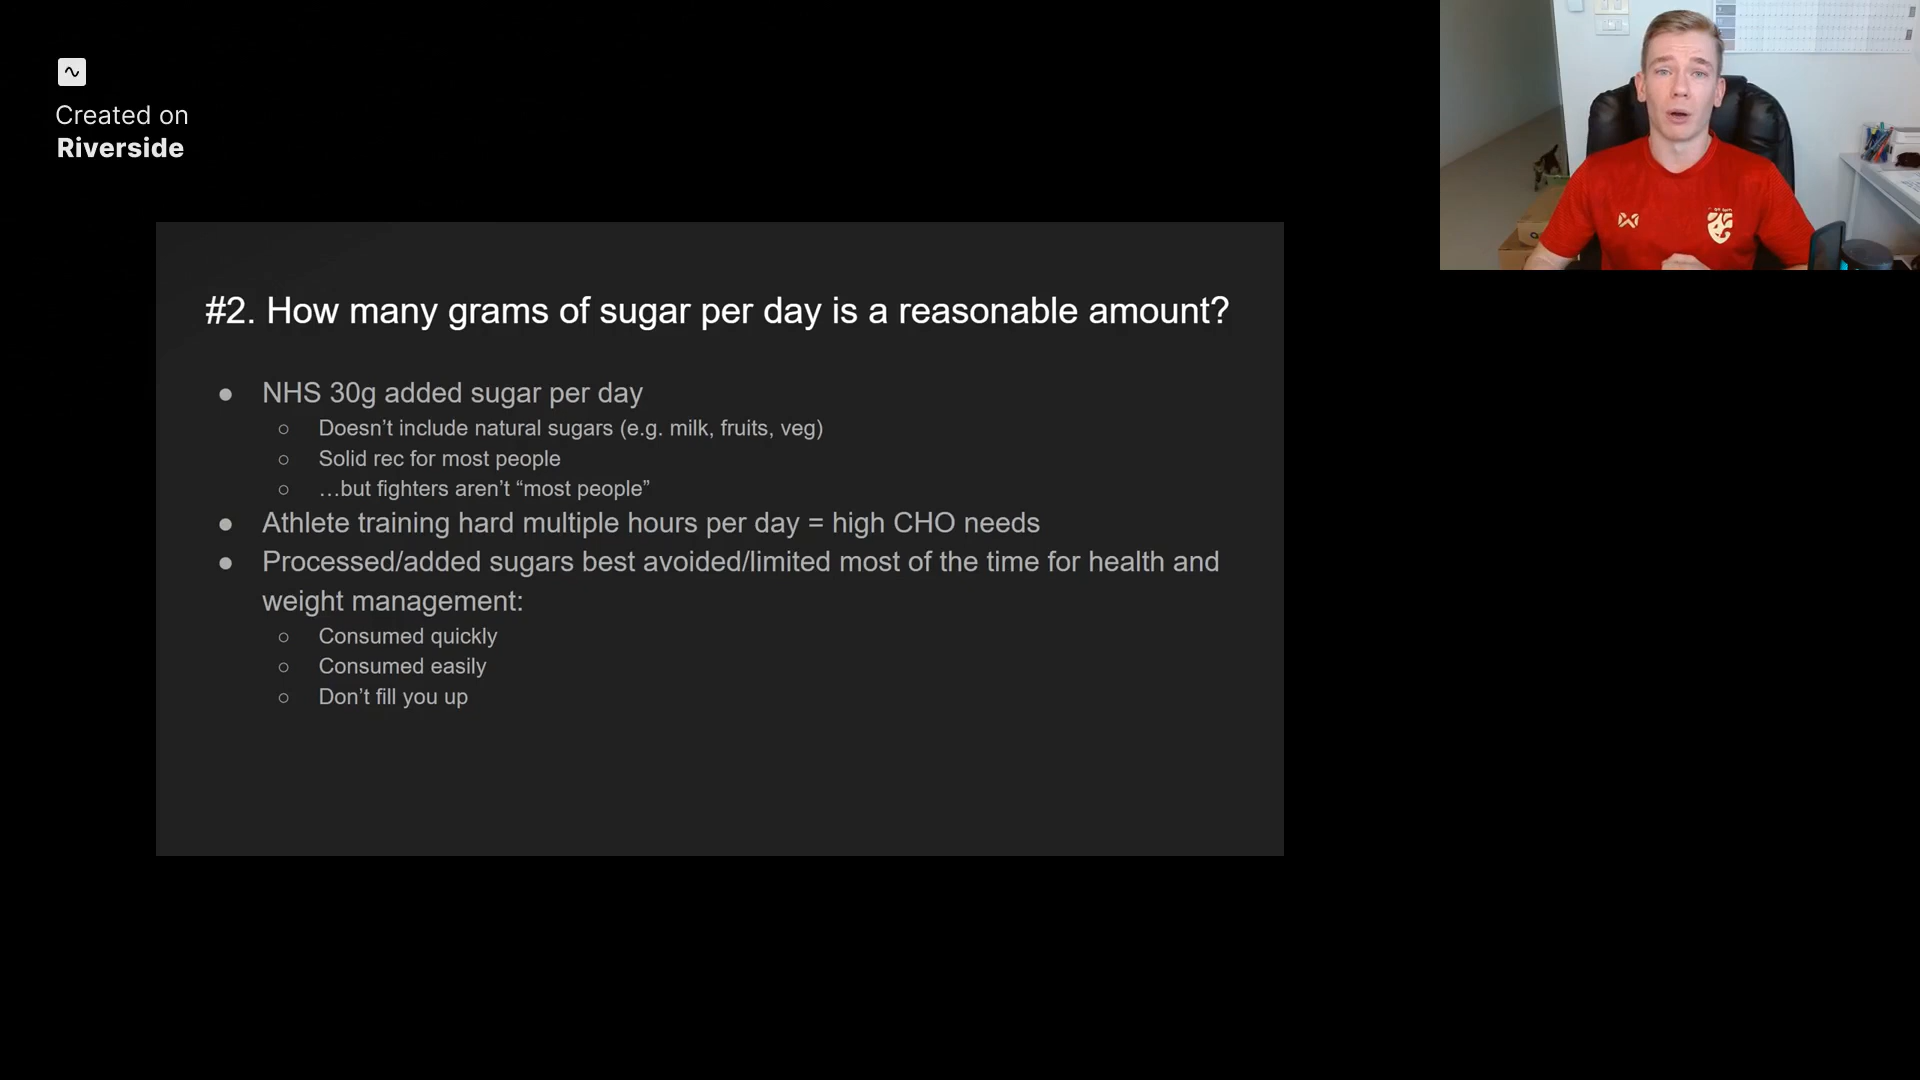 Created on
Riverside
#2. How many grams of sugar per day is a reasonable amount?
● NHS 30g added sugar per day
○ Doesn’t include natural sugars (e.g. milk, fruits, veg)
○ Solid rec for most people
○ …but fighters aren’t “most people”
● Athlete training hard multiple hours per day = high CHO needs
● Processed/added sugars best avoided/limited most of the time for health and
weight management:
○ Consumed quickly
○ Consumed easily
○ Don’t fill you up